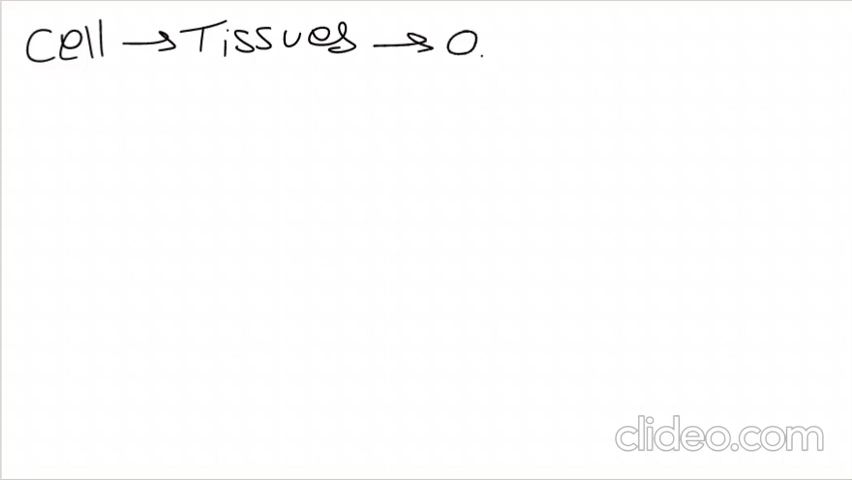 Cell → Tissues → O.
clideo.com